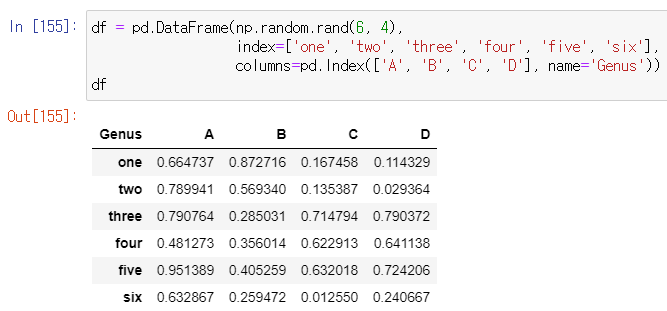 In [155]: df = pd.DataFrame(np.random.rand(6, 4),
index=['one', 'two', 'three', 'four', 'five', 'six'],
columns=pd.Index(['A', 'B', 'C', 'D'], name='Genus'))
df
Out[155]:
Genus A B C D
one 0.664737 0.872716 0.167458 0.114329
two 0.789941 0.569340 0.135387 0.029364
three 0.790764 0.285031 0.714794 0.790372
four 0.481273 0.356014 0.622913 0.641138
five 0.951389 0.405259 0.632018 0.724206
six 0.632867 0.259472 0.012550 0.240667